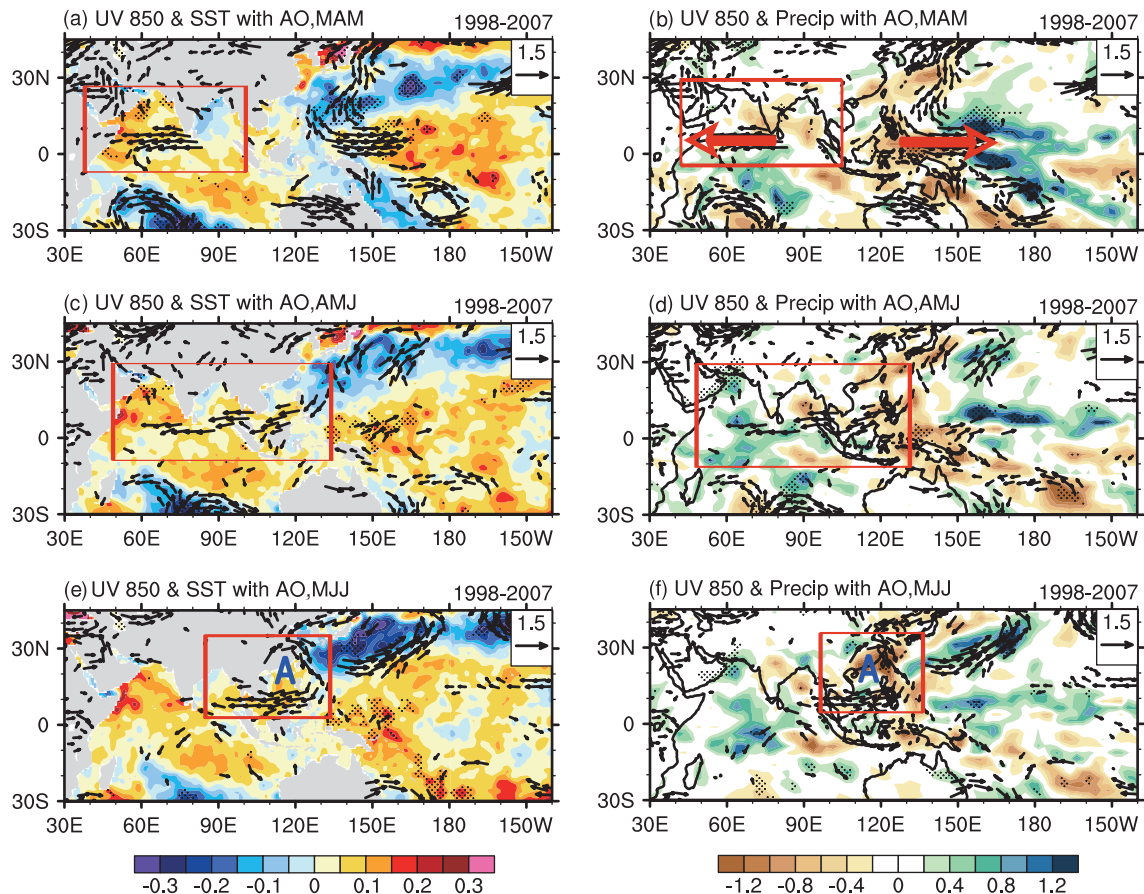 (a) UV 850 & SST with AO,MAM 1998-2007
1.5
30N
0
30S
30E 60E 90E 120E 150E 180 150W
(b) UV 850 & Precip with AO,MAM 1998-2007
1.5
30N
0
30S
30E 60E 90E 120E 150E 180 150W
(c) UV 850 & SST with AO,AMJ 1998-2007
1.5
30N
0
30S
30E 60E 90E 120E 150E 180 150W
(d) UV 850 & Precip with AO,AMJ 1998-2007
1.5
30N
0
30S
30E 60E 90E 120E 150E 180 150W
(e) UV 850 & SST with AO,MJJ 1998-2007
1.5
30N
A
0
30S
30E 60E 90E 120E 150E 180 150W
(f) UV 850 & Precip with AO,MJJ 1998-2007
1.5
30N
A
0
30S
30E 60E 90E 120E 150E 180 150W
-0.3 -0.2 -0.1 0 0.1 0.2 0.3
-1.2 -0.8 -0.4 0 0.4 0.8 1.2